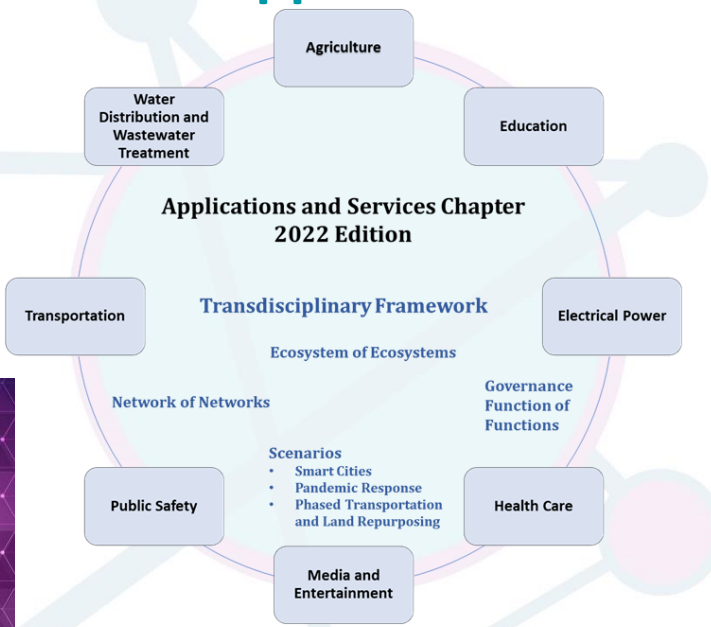 Agriculture
Water
Distribution and
Wastewater
Treatment
Education
Applications and Services Chapter
2022 Edition
Transportation
Transdisciplinary Framework
Electrical Power
Ecosystem of Ecosystems
Network of Networks
Governance
Function of
Functions
Scenarios
• Smart Cities
• Pandemic Response
• Phased Transportation
and Land Repurposing
Public Safety
Health Care
Media and
Entertainment